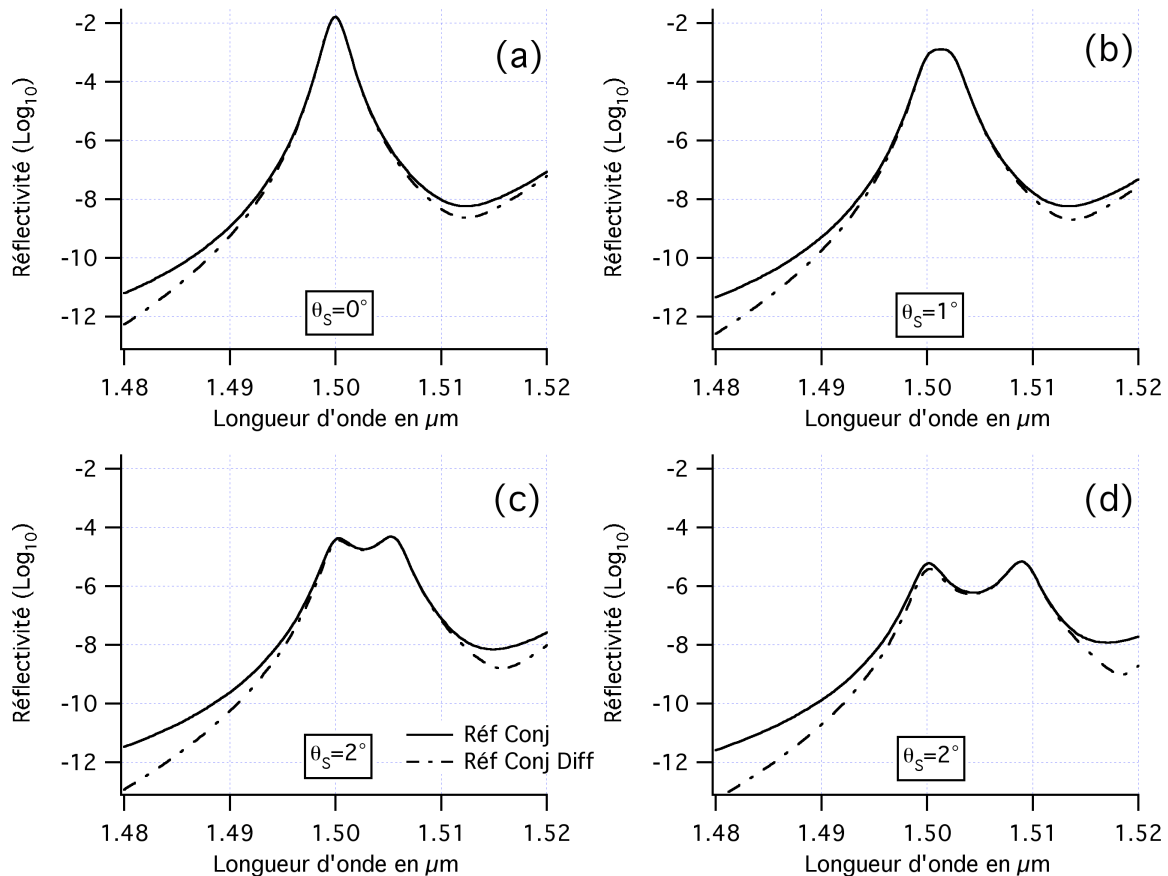 (a)
Réflectivité (Log10)
-2
-4
-6
-8
-10
-12
θS=0°
1.48 1.49 1.50 1.51 1.52
Longueur d'onde en µm
(b)
Réflectivité (Log10)
-2
-4
-6
-8
-10
-12
θS=1°
1.48 1.49 1.50 1.51 1.52
Longueur d'onde en µm
(c)
Réflectivité (Log10)
-2
-4
-6
-8
-10
-12
θS=2°
Réf Conj
Réf Conj Diff
1.48 1.49 1.50 1.51 1.52
Longueur d'onde en µm
(d)
Réflectivité (Log10)
-2
-4
-6
-8
-10
-12
θS=2°
1.48 1.49 1.50 1.51 1.52
Longueur d'onde en µm